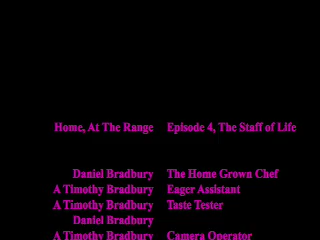 Home, At The Range Episode 4, The Staff of Life
Daniel Bradbury The Home Grown Chef
A Timothy Bradbury Eager Assistant
A Timothy Bradbury Taste Tester
Daniel Bradbury
A Timothy Bradbury Camera Operator